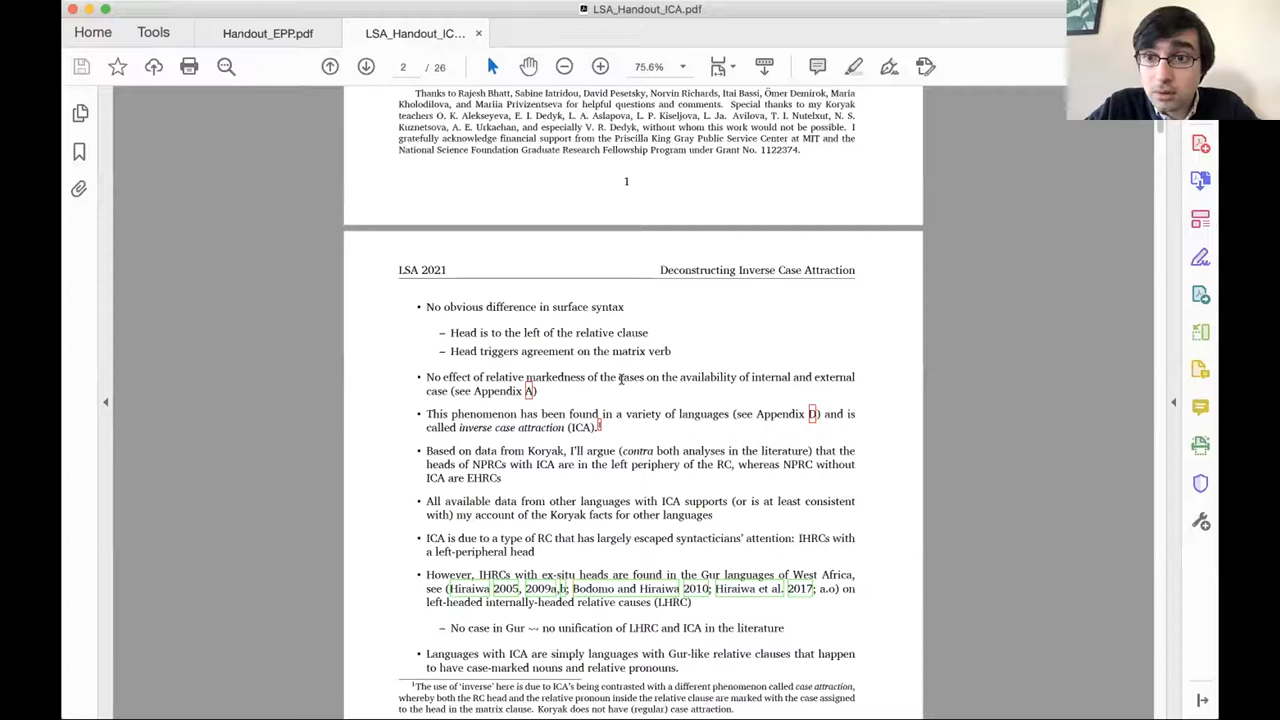 LSA_Handout_ICA.pdf
Home Tools Handout_EPP.pdf LSA_Handout_IC... ×
2 / 26 75.6%
Thanks to Rajesh Bhatt, Sabine Iatridou, David Pesetsky, Norvin Richards, Itai Bassi, Ömer Demirok, Maria
Kholodilova, and Mariia Privizentseva for helpful questions and comments. Special thanks to my Koryak
teachers O. K. Alekseyeva, E. I. Dedyk, L. A. Aslapova, L. P. Kiseljova, L. Ja. Avilova, T. I. Nutelxut, N. S.
Kuznetsova, A. E. Urkachan, and especially V. R. Dedyk, without whom this work would not be possible. I
gratefully acknowledge financial support from the Priscilla King Gray Public Service Center at MIT and the
National Science Foundation Graduate Research Fellowship Program under Grant No. 1122374.
1
LSA 2021 Deconstructing Inverse Case Attraction
• No obvious difference in surface syntax
– Head is to the left of the relative clause
– Head triggers agreement on the matrix verb
• No effect of relative markedness of the cases on the availability of internal and external
case (see Appendix A)
• This phenomenon has been found in a variety of languages (see Appendix D) and is
called inverse case attraction (ICA).1
• Based on data from Koryak, I'll argue (contra both analyses in the literature) that the
heads of NPRCs with ICA are in the left periphery of the RC, whereas NPRC without
ICA are EHRCs
• All available data from other languages with ICA supports (or is at least consistent
with) my account of the Koryak facts for other languages
• ICA is due to a type of RC that has largely escaped syntacticians' attention: IHRCs with
a left-peripheral head
• However, IHRCs with ex-situ heads are found in the Gur languages of West Africa,
see (Hiraiwa 2005, 2009a,b; Bodomo and Hiraiwa 2010; Hiraiwa et al. 2017; a.o) on
left-headed internally-headed relative causes (LHRC)
– No case in Gur ⇝ no unification of LHRC and ICA in the literature
• Languages with ICA are simply languages with Gur-like relative clauses that happen
to have case-marked nouns and relative pronouns.
1The use of 'inverse' here is due to ICA's being contrasted with a different phenomenon called case attraction,
whereby both the RC head and the relative pronoun inside the relative clause are marked with the case assigned
to the head in the matrix clause. Koryak does not have (regular) case attraction.